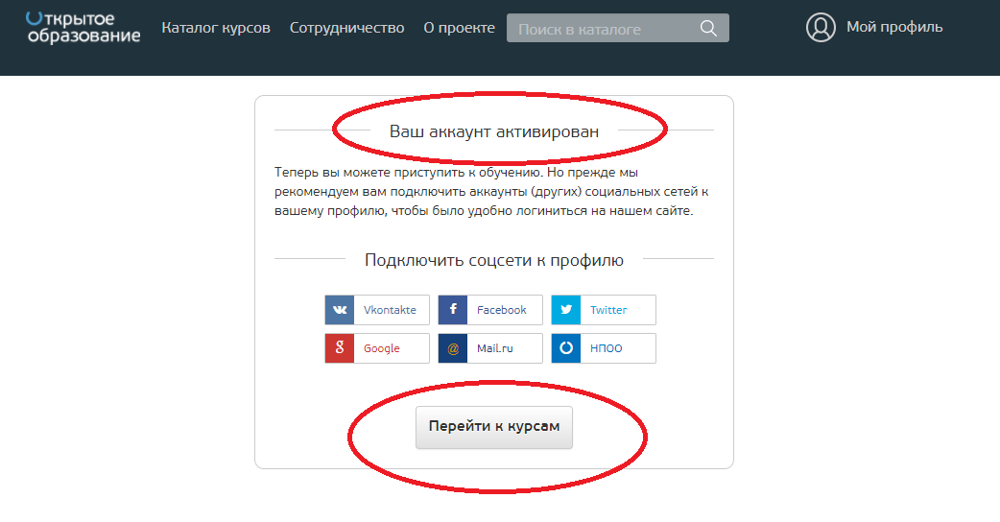 Открытое
образование
Каталог курсов Сотрудничество О проекте Поиск в каталоге Мой профиль
Ваш аккаунт активирован
Теперь вы можете приступить к обучению. Но прежде мы
рекомендуем вам подключить аккаунты (других) социальных сетей к
вашему профилю, чтобы было удобно логиниться на нашем сайте.
Подключить соцсети к профилю
Vkontakte Facebook Twitter
Google Mail.ru НПОО
Перейти к курсам